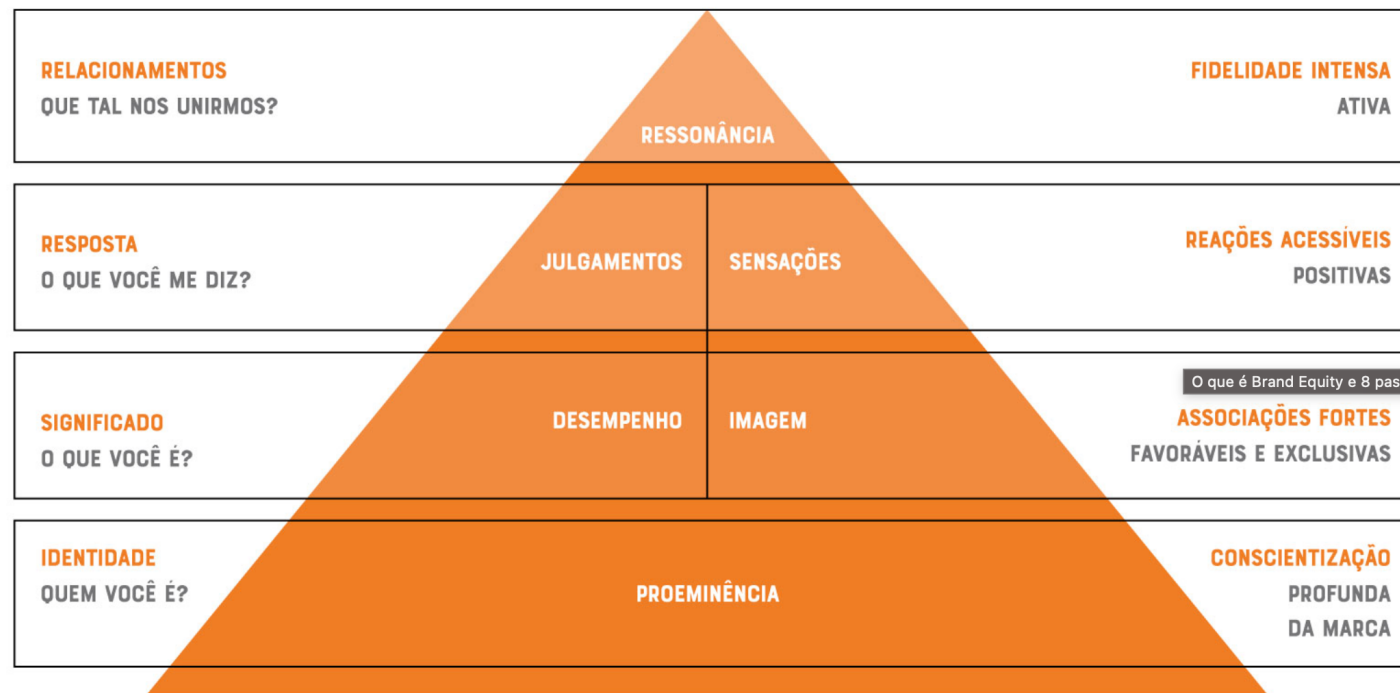 RELACIONAMENTOS
QUE TAL NOS UNIRMOS?
RESSONÂNCIA
FIDELIDADE INTENSA
ATIVA
RESPOSTA
O QUE VOCÊ ME DIZ?
JULGAMENTOS
SENSAÇÕES
REAÇÕES ACESSÍVEIS
POSITIVAS
SIGNIFICADO
O QUE VOCÊ É?
DESEMPENHO
IMAGEM
O que é Brand Equity e 8 pas
ASSOCIAÇÕES FORTES
FAVORÁVEIS E EXCLUSIVAS
IDENTIDADE
QUEM VOCÊ É?
PROEMINÊNCIA
CONSCIENTIZAÇÃO
PROFUNDA
DA MARCA